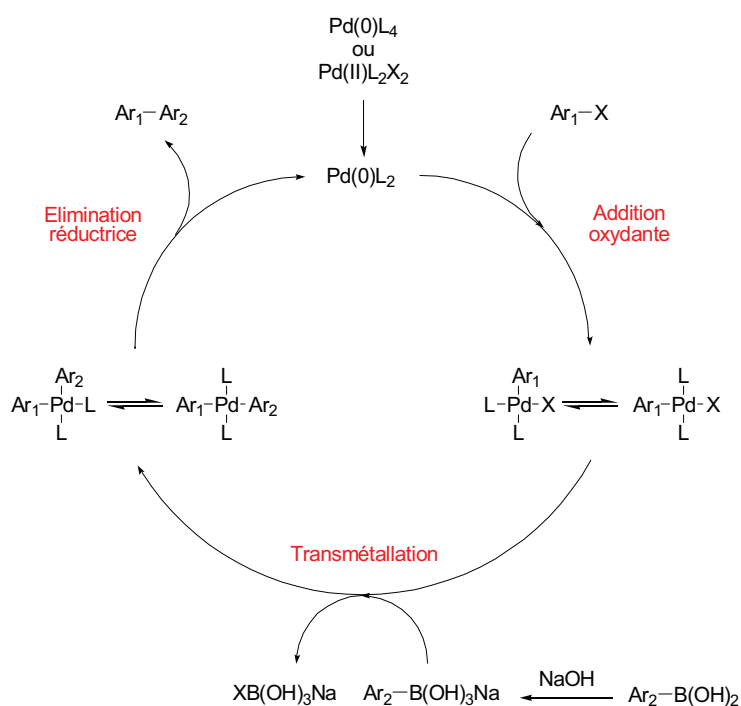 Pd(0)L4
ou
Pd(II)L2X2
Ar1–Ar2
Ar1–X
Pd(0)L2
Elimination
réductrice
Addition
oxydante
Ar2
Ar1–Pd–L
L
L
Ar1–Pd–Ar2
L
Ar1
L–Pd–X
L
L
Ar1–Pd–X
L
Transmétallation
XB(OH)3Na
Ar2–B(OH)3Na
NaOH
Ar2–B(OH)2